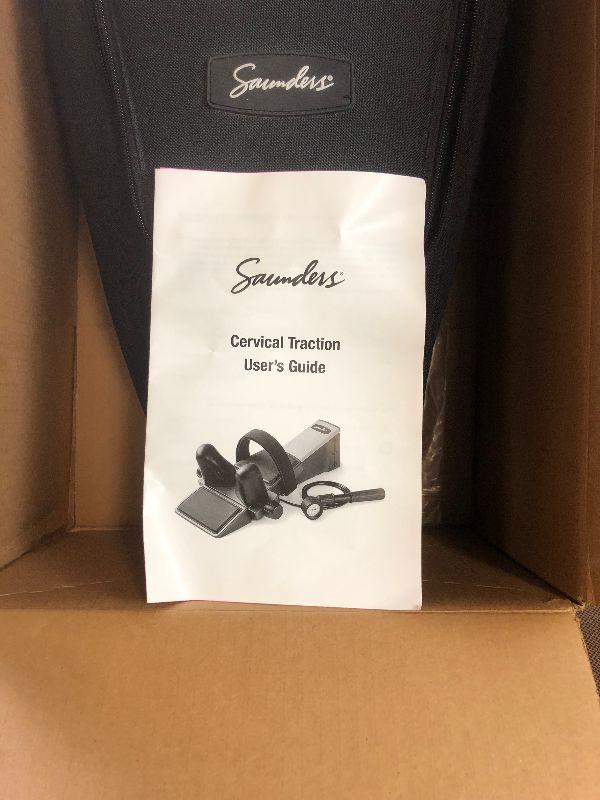 Saunders®
Saunders®
Cervical Traction
User's Guide